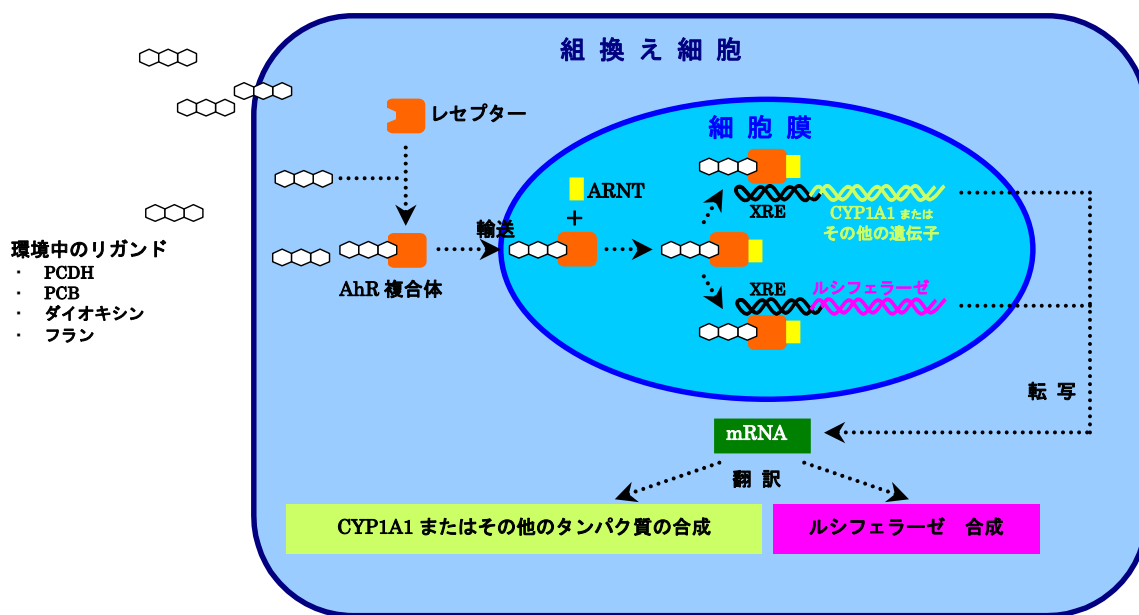 組 換 え 細 胞
レセプター
細 胞 膜
ARNT
+
XRE
CYP1A1 または
その他の遺伝子
輸送
環境中のリガンド
・ PCDH
・ PCB
・ ダイオキシン
・ フラン
AhR 複合体
XRE
ルシフェラーゼ
転 写
mRNA
翻 訳
CYP1A1 またはその他のタンパク質の合成
ルシフェラーゼ 合成